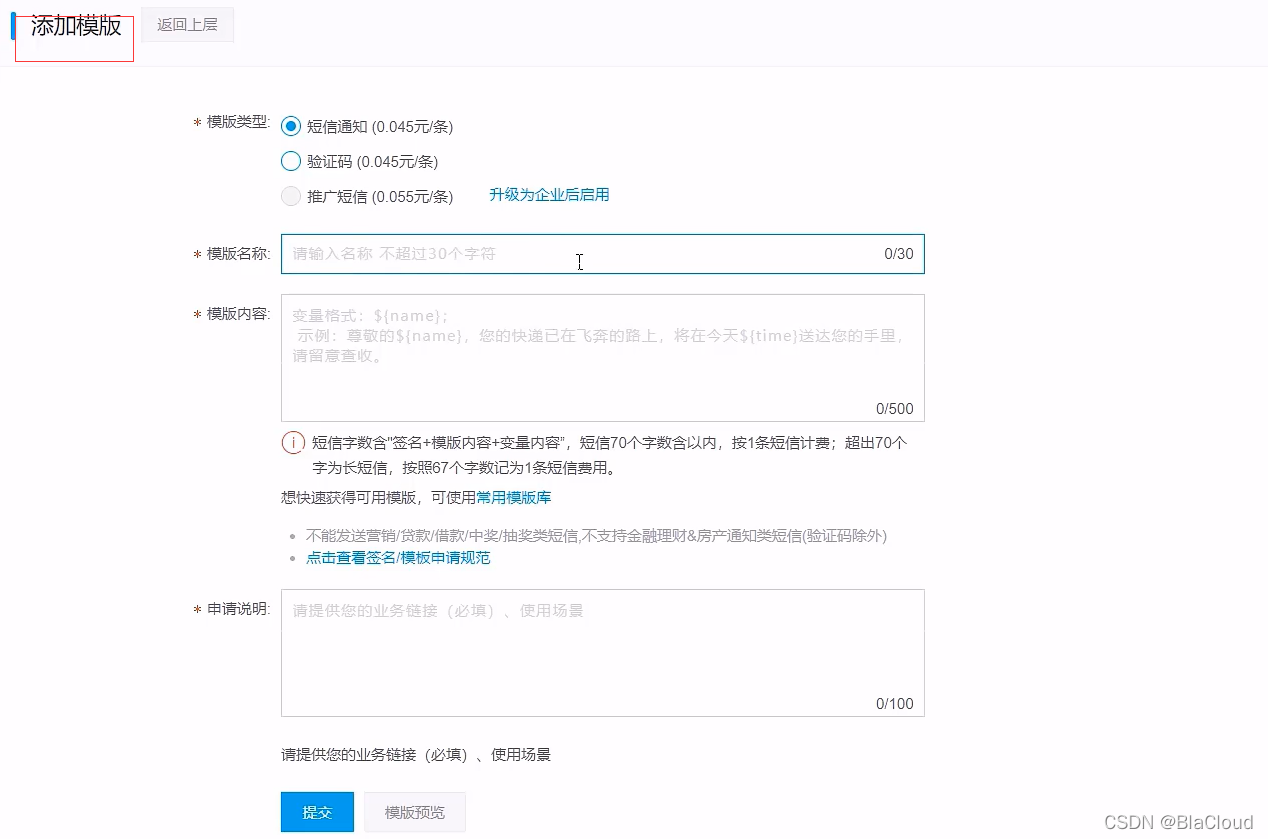 添加模版 返回上层
* 模版类型: 短信通知 (0.045元/条)
验证码 (0.045元/条)
推广短信 (0.055元/条) 升级为企业后启用
* 模版名称: 请输入名称 不超过30个字符 0/30
* 模版内容: 变量格式：${name};
示例：尊敬的${name}，您的快递已在飞奔的路上，将在今天${time}送达您的手里，
请留意查收。
0/500
短信字数含"签名+模版内容+变量内容"，短信70个字数含以内，按1条短信计费；超出70个
字为长短信，按照67个字数记为1条短信费用。
想快速获得可用模版，可使用常用模版库
不能发送营销/贷款/借款/中奖/抽奖类短信,不支持金融理财&房产通知类短信(验证码除外)
点击查看签名/模板申请规范
* 申请说明: 请提供您的业务链接（必填）、使用场景
0/100
请提供您的业务链接（必填）、使用场景
提交 模版预览
CSDN @BlaCloud